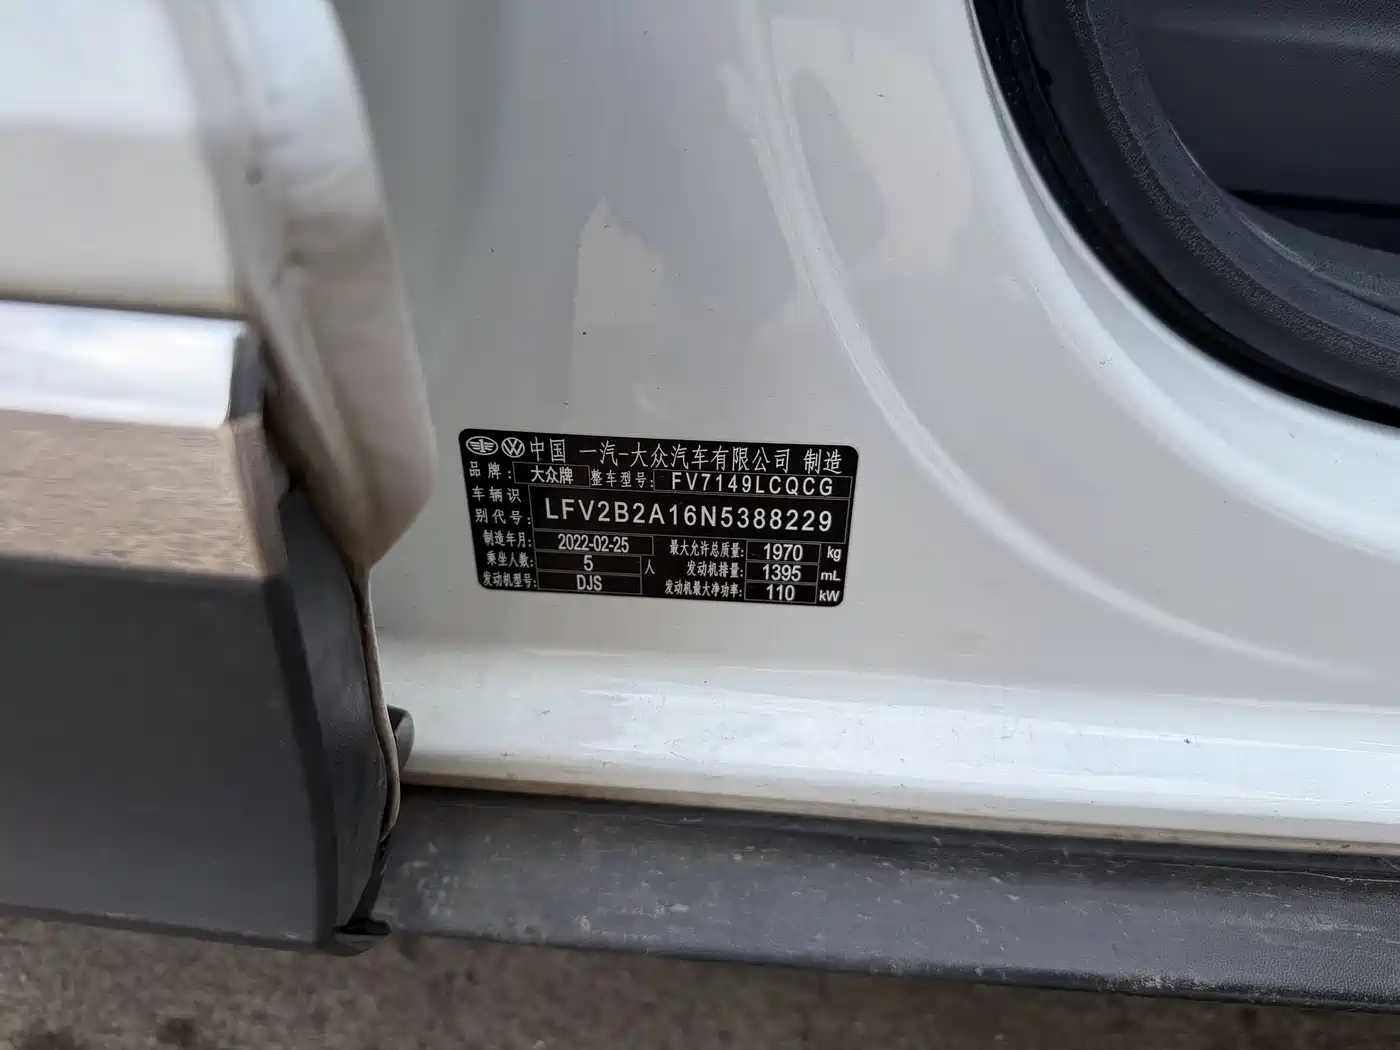 中国 一汽-大众汽车有限公司 制造
品牌: 大众牌 整车型号: FV7149LCQCG
车辆识别代号: LFV2B2A16N5388229
制造年月: 2022-02-25 最大允许总质量: 1970 kg
乘坐人数: 5 人 发动机排量: 1395 mL
发动机型号: DJS 发动机最大净功率: 110 kW